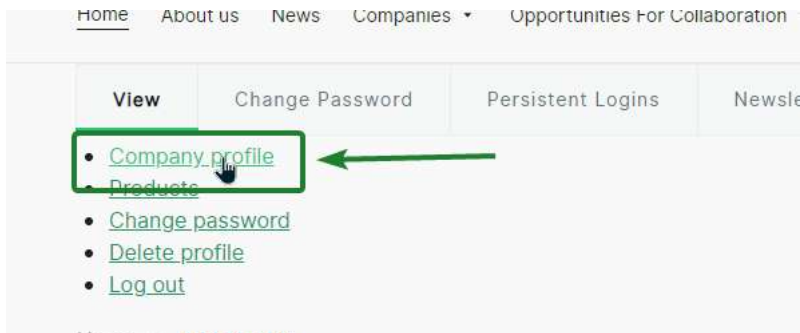 Home About us News Companies Opportunities For Collaboration
View Change Password Persistent Logins
Company profile
Products
Change password
Delete profile
Log out